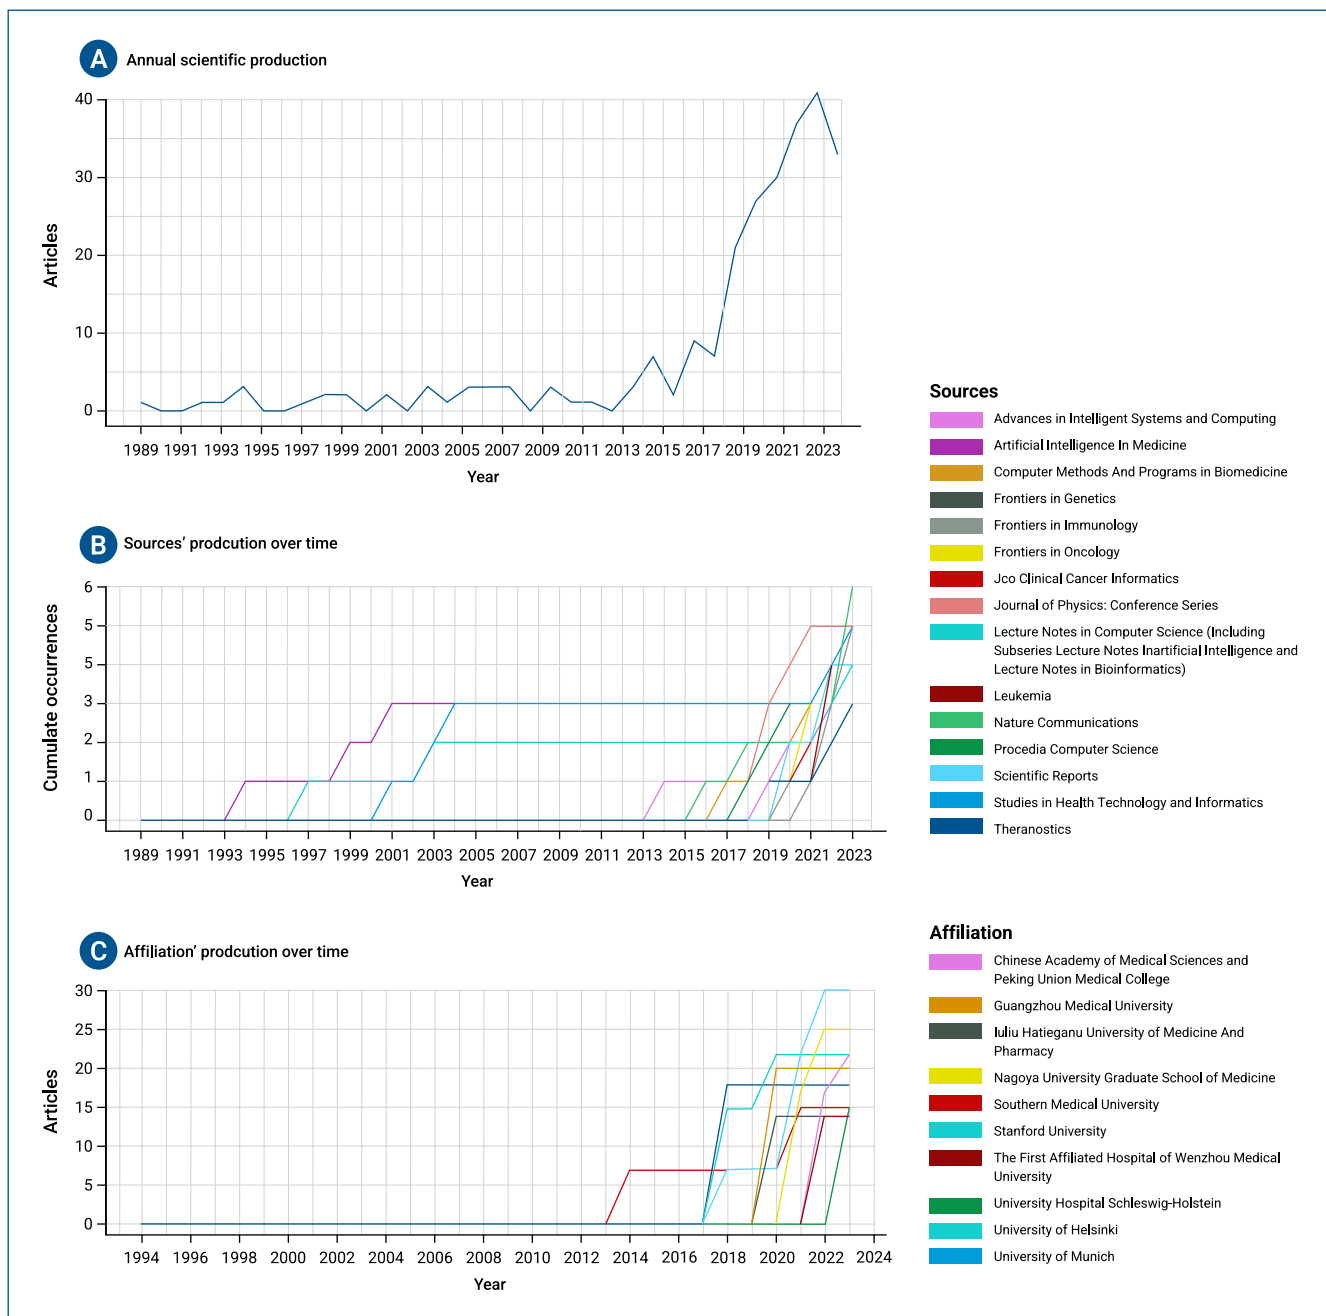 A Annual scientific production
40
30
20
10
0
Articles
1989 1991 1993 1995 1997 1999 2001 2003 2005 2007 2009 2011 2013 2015 2017 2019 2021 2023
Year
B Sources' prodcution over time
6
5
5
3
2
1
0
Cumulate occurrences
1989 1991 1993 1995 1997 1999 2001 2003 2005 2007 2009 2011 2013 2015 2017 2019 2021 2023
Year
Sources
Advances in Intelligent Systems and Computing
Artificial Intelligence In Medicine
Computer Methods And Programs in Biomedicine
Frontiers in Genetics
Frontiers in Immunology
Frontiers in Oncology
Jco Clinical Cancer Informatics
Journal of Physics: Conference Series
Lecture Notes in Computer Science (Including
Subseries Lecture Notes Inartificial Intelligence and
Lecture Notes in Bioinformatics)
Leukemia
Nature Communications
Procedia Computer Science
Scientific Reports
Studies in Health Technology and Informatics
Theranostics
C Affiliation' prodcution over time
30
25
20
15
10
5
0
Articles
1994 1996 1998 2000 2002 2004 2006 2008 2010 2012 2014 2016 2018 2020 2022 2024
Year
Affiliation
Chinese Academy of Medical Sciences and
Peking Union Medical College
Guangzhou Medical University
Iuliu Hatieganu University of Medicine And
Pharmacy
Nagoya University Graduate School of Medicine
Southern Medical University
Stanford University
The First Affiliated Hospital of Wenzhou Medical
University
University Hospital Schleswig-Holstein
University of Helsinki
University of Munich